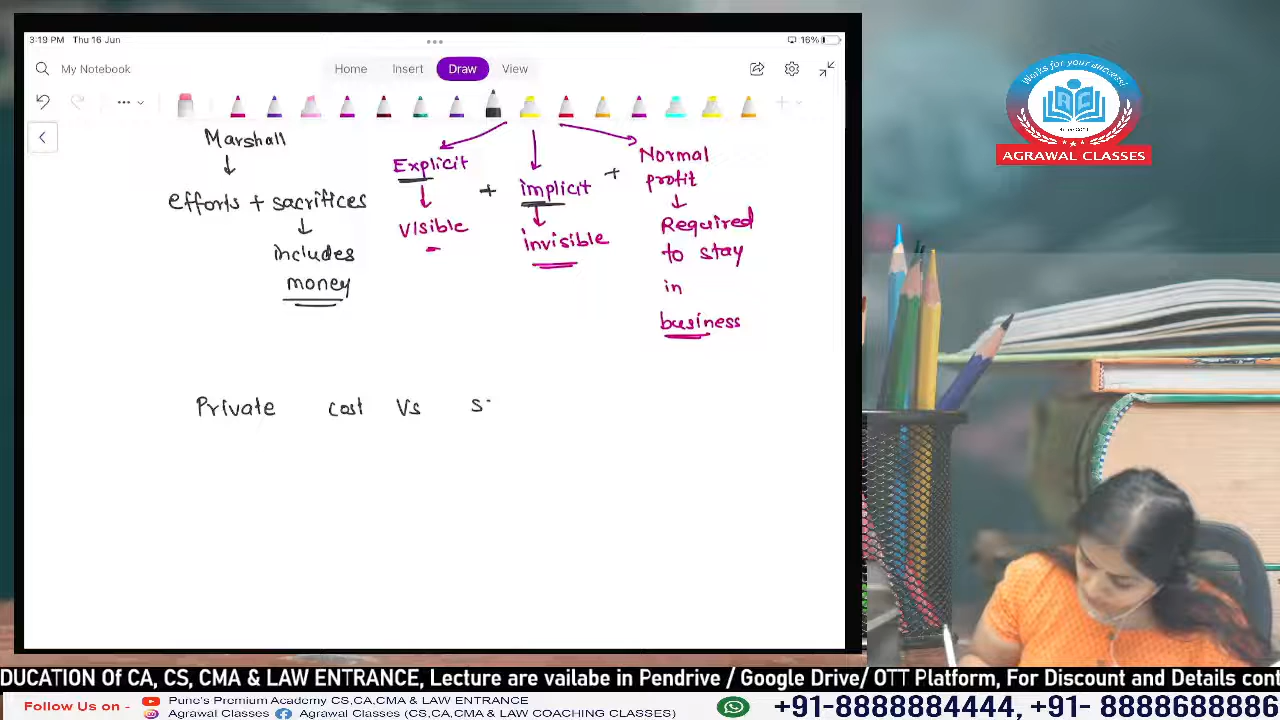 3:19 PM Thu 16 Jun
16%
My Notebook
Home Insert Draw View
Marshall
efforts + sacrifices
includes
money
Explicit
visible
+
implicit
invisible
+
Normal
profit
Required
to stay
in
business
Private cost Vs s
Works for your success!
AGRAWAL CLASSES
DUCATION OF CA, CS, CMA & LAW ENTRANCE, Lecture are vailabe in Pendrive / Google Drive/ OTT Platform, For Discount and Details cont
Follow Us on -
Pune's Premium Academy CS,CA,CMA & LAW ENTRANCE
Agrawal Classes
Agrawal Classes (CS,CA,CMA & LAW COACHING CLASSES)
+91-8888884444, +91- 8888688886